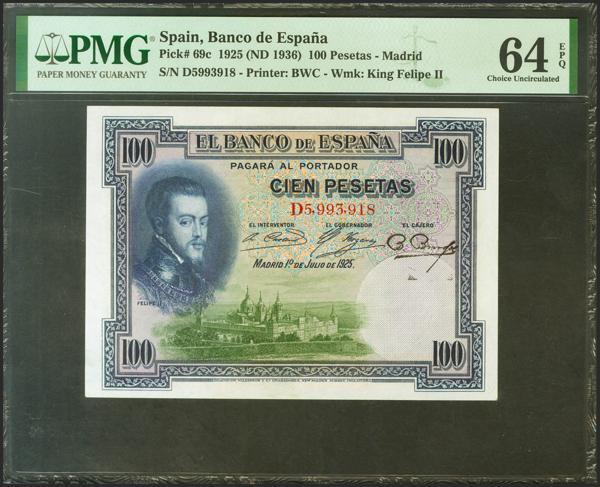 PMG
PAPER MONEY GUARANTY
Spain, Banco de España
Pick# 69c 1925 (ND 1936) 100 Pesetas - Madrid
S/N D5993918 - Printer: BWC - Wmk: King Felipe II
64 EPQ
Choice Uncirculated
100 EL BANCO DE ESPAÑA 100
PAGARÁ AL PORTADOR
CIEN PESETAS
D5,993,918
EL INTERVENTOR EL GOBERNADOR EL CAJERO
MADRID 1º DE JULIO DE 1925.
FELIPE II
100 100